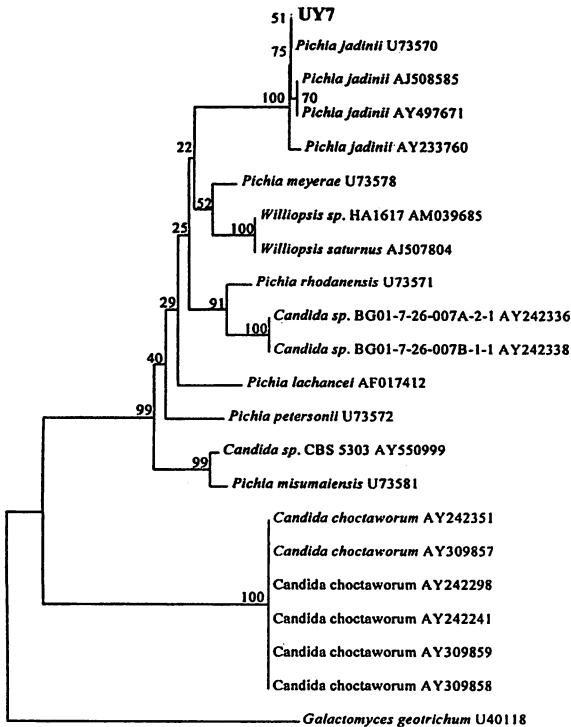 51 UY7
75 Pichia jadinii U73570
Pichia jadinii AJ508585
100 70
Pichia jadinii AY497671
Pichia jadinii AY233760
22
Pichia meyerae U73578
52
Williopsis sp. HA1617 AM039685
100
Williopsis saturnus AJ507804
25
Pichia rhodanensis U73571
91
Candida sp. BG01-7-26-007A-2-1 AY242336
29
100
Candida sp. BG01-7-26-007B-1-1 AY242338
40
Pichia lachancei AF017412
99
Pichia petersonii U73572
Candida sp. CBS 5303 AY550999
99
Pichia misumaiensis U73581
Candida choctaworum AY242351
Candida choctaworum AY309857
Candida choctaworum AY242298
100
Candida choctaworum AY242241
Candida choctaworum AY309859
Candida choctaworum AY309858
Galactomyces geotrichum U40118